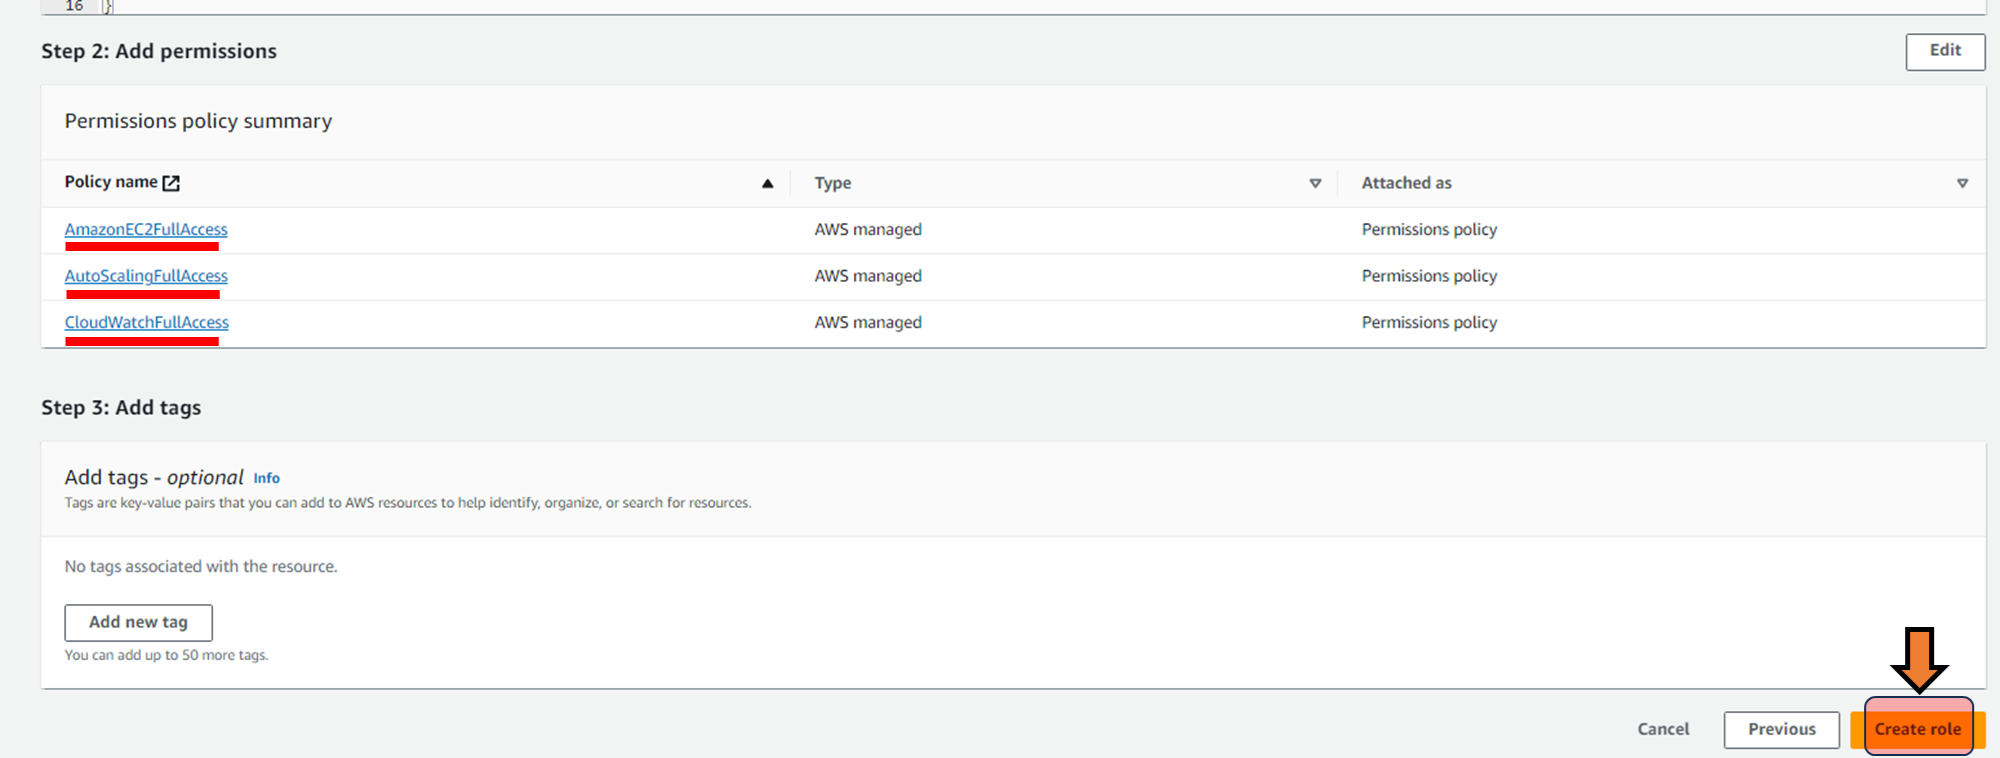 16 }
Step 2: Add permissions
Edit
Permissions policy summary
Policy name Type Attached as
AmazonEC2FullAccess AWS managed Permissions policy
AutoScalingFullAccess AWS managed Permissions policy
CloudWatchFullAccess AWS managed Permissions policy
Step 3: Add tags
Add tags - optional Info
Tags are key-value pairs that you can add to AWS resources to help identify, organize, or search for resources.
No tags associated with the resource.
Add new tag
You can add up to 50 more tags.
Cancel Previous Create role